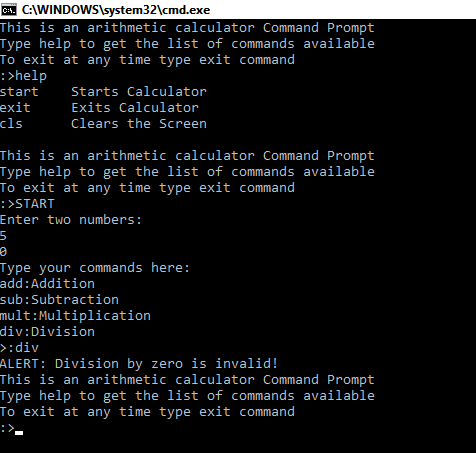 C:\WINDOWS\system32\cmd.exe
This is an arithmetic calculator Command Prompt
Type help to get the list of commands available
To exit at any time type exit command
:>help
start    Starts Calculator
exit     Exits Calculator
cls      Clears the Screen
This is an arithmetic calculator Command Prompt
Type help to get the list of commands available
To exit at any time type exit command
:>START
Enter two numbers:
5
0
Type your commands here:
add:Addition
sub:Subtraction
mult:Multiplication
div:Division
>:div
ALERT: Division by zero is invalid!
This is an arithmetic calculator Command Prompt
Type help to get the list of commands available
To exit at any time type exit command
:>